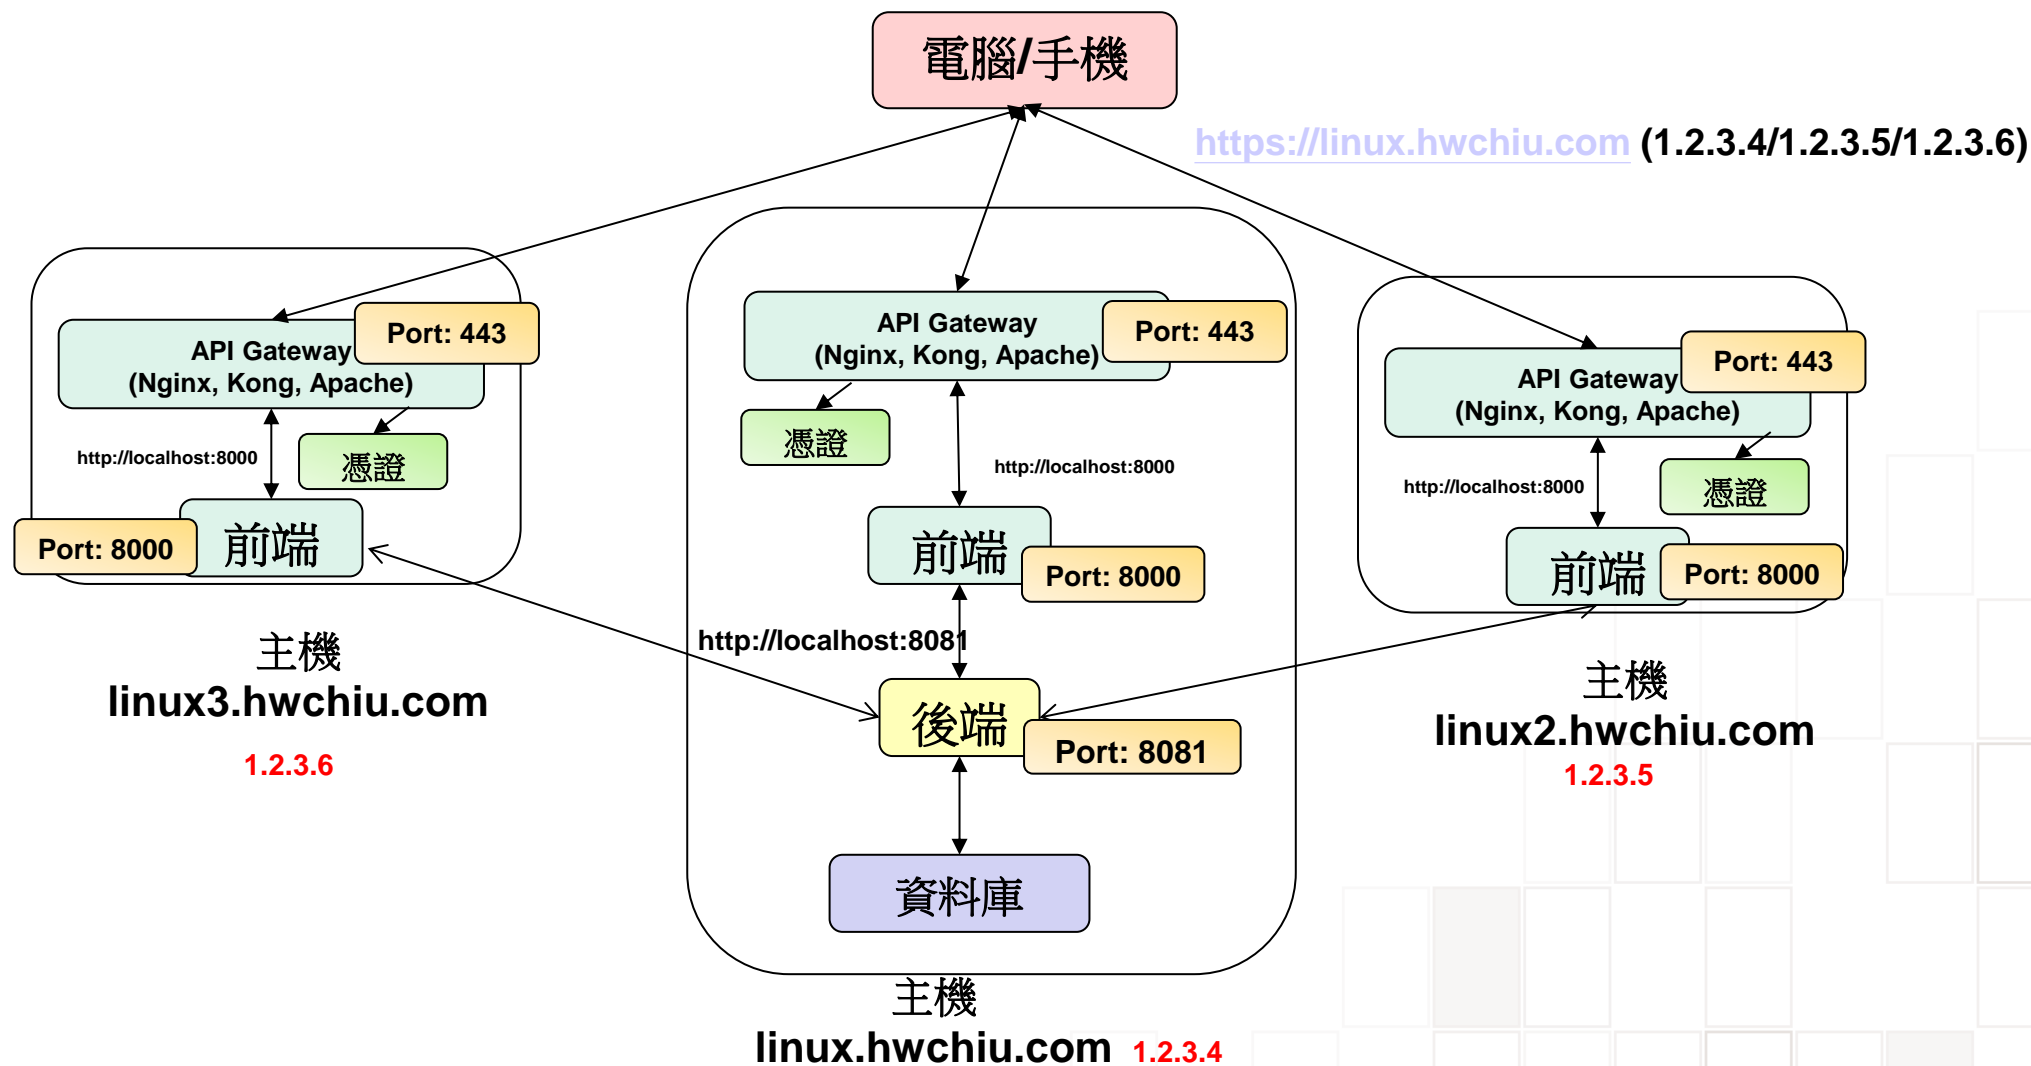 電腦/手機
https://linux.hwchiu.com (1.2.3.4/1.2.3.5/1.2.3.6)
API Gateway
(Nginx, Kong, Apache)
Port: 443
http://localhost:8000
憑證
前端
Port: 8000
主機
linux3.hwchiu.com
1.2.3.6
API Gateway
(Nginx, Kong, Apache)
Port: 443
憑證
http://localhost:8000
前端
Port: 8000
http://localhost:8081
後端
Port: 8081
資料庫
主機
linux.hwchiu.com 1.2.3.4
API Gateway
(Nginx, Kong, Apache)
Port: 443
http://localhost:8000
憑證
前端
Port: 8000
主機
linux2.hwchiu.com
1.2.3.5